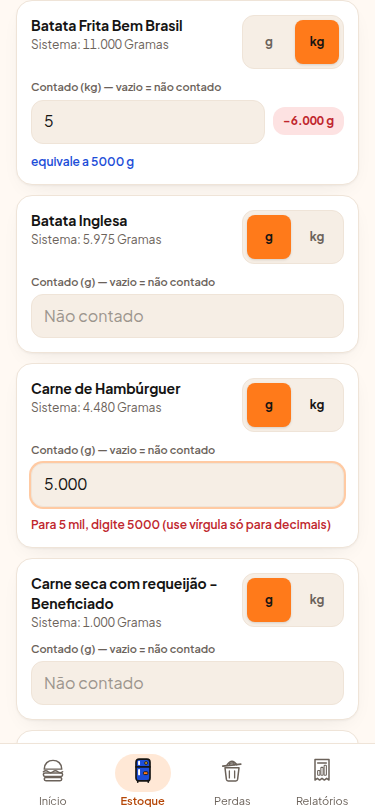 Batata Frita Bem Brasil
Sistema: 11.000 Gramas
g kg
Contado (kg) — vazio = não contado
5
−6.000 g
equivale a 5000 g
Batata Inglesa
Sistema: 5.975 Gramas
g kg
Contado (g) — vazio = não contado
Não contado
Carne de Hambúrguer
Sistema: 4.480 Gramas
g kg
Contado (g) — vazio = não contado
5.000
Para 5 mil, digite 5000 (use vírgula só para decimais)
Carne seca com requeijão -
Beneficiado
Sistema: 1.000 Gramas
g kg
Contado (g) — vazio = não contado
Não contado
Início Estoque Perdas Relatórios